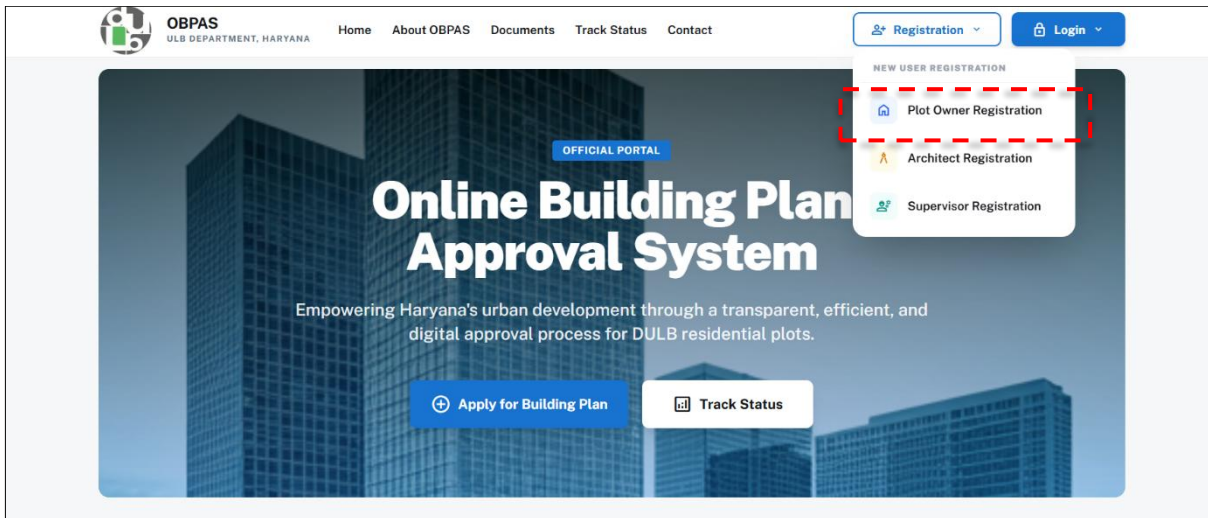 OBPAS
ULB DEPARTMENT, HARYANA
Home
About OBPAS
Documents
Track Status
Contact
Registration
Login
NEW USER REGISTRATION
Plot Owner Registration
Architect Registration
Supervisor Registration
OFFICIAL PORTAL
Online Building Plan
Approval System
Empowering Haryana's urban development through a transparent, efficient, and
digital approval process for DULB residential plots.
Apply for Building Plan
Track Status